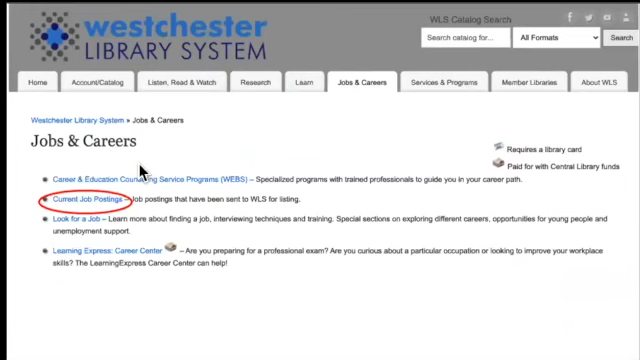 westchester
LIBRARY SYSTEM
WLS Catalog Search
Search catalog for... All Formats Search
Home Account/Catalog Listen, Read & Watch Research Learn Jobs & Careers Services & Programs Member Libraries About WLS
Westchester Library System » Jobs & Careers
Jobs & Careers
Requires a library card
Paid for with Central Library funds
Career & Education Counseling Service Programs (WEBS) – Specialized programs with trained professionals to guide you in your career path.
Current Job Postings – Job postings that have been sent to WLS for listing.
Look for a Job – Learn more about finding a job, interviewing techniques and training. Special sections on exploring different careers, opportunities for young people and
unemployment support.
Learning Express: Career Center – Are you preparing for a professional exam? Are you curious about a particular occupation or looking to improve your workplace
skills? The LearningExpress Career Center can help!